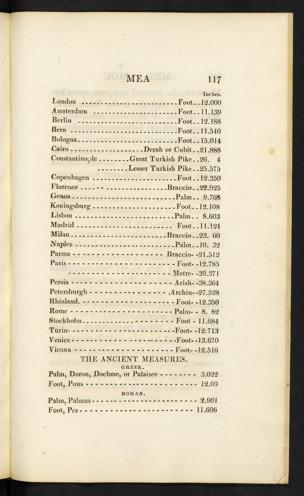 MEA 117
Inches.
London - - - - - - - - - - - - - - - - - - Foot. . 12.000
Amsterdam - - - - - - - - - - - - - - - - Foot. . 11.139
Berlin - - - - - - - - - - - - - - - - - - Foot. . 12.188
Bern - - - - - - - - - - - - - - - - - - - Foot. . 11.540
Bologna - - - - - - - - - - - - - - - - - Foot. . 15.014
Cairo - - - - - - - - - - - - Derah or Cubit. . 21.888
Constantinople - - - - - - - Great Turkish Pike. . 26. 4
- - - - - - - Lesser Turkish Pike. . 25.575
Copenhagen - - - - - - - - - - - - - - - Foot. . 12.350
Florence - - - - - - - - - - - - - - - Braccio. . 22.925
Genoa - - - - - - - - - - - - - - - - - - Palm. . 9.768
Koningsburg - - - - - - - - - - - - - - - Foot. . 12.108
Lisbon - - - - - - - - - - - - - - - - - Palm. . 8.603
Madrid - - - - - - - - - - - - - - - - - Foot. . 11.124
Milan - - - - - - - - - - - - - - - - Braccio. . 23. 60
Naples - - - - - - - - - - - - - - - - - Palm. . 10. 32
Parma - - - - - - - - - - - - - - - - Braccio- -21.512
Paris - - - - - - - - - - - - - - - - - - Foot- -12.785
- - - - - - - - - - - - - - - - - Metre- -39.371
Persia - - - - - - - - - - - - - - - - - Arish- -38.364
Petersburgh - - - - - - - - - - - - - - Archin- -27.528
Rhinland. - - - - - - - - - - - - - - - - Foot- -12.350
Rome - - - - - - - - - - - - - - - - - - Palm- - 8. 82
Stockholm - - - - - - - - - - - - - - - - Foot - 11.684
Turin- - - - - - - - - - - - - - - - - - Foot- -12.713
Venice - - - - - - - - - - - - - - - - - Foot- -13.670
Vienna - - - - - - - - - - - - - - - - - Foot- -12.516
THE ANCIENT MEASURES.
GREEK.
Palm, Doron, Dochme, or Palaisee - - - - - - - - 3.022
Foot, Pous - - - - - - - - - - - - - - - - - - 12.09
ROMAN.
Palm, Palmus - - - - - - - - - - - - - - - - - 2.901
Foot, Pes - - - - - - - - - - - - - - - - - - 11.606